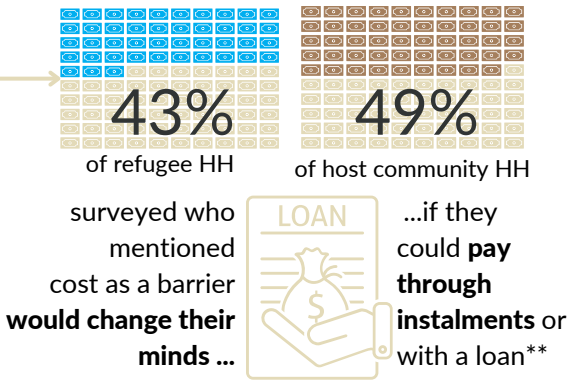 43%
of refugee HH
49%
of host community HH
surveyed who
mentioned
cost as a barrier
would change their
minds ...
LOAN
$
...if they
could pay
through
instalments or
with a loan**